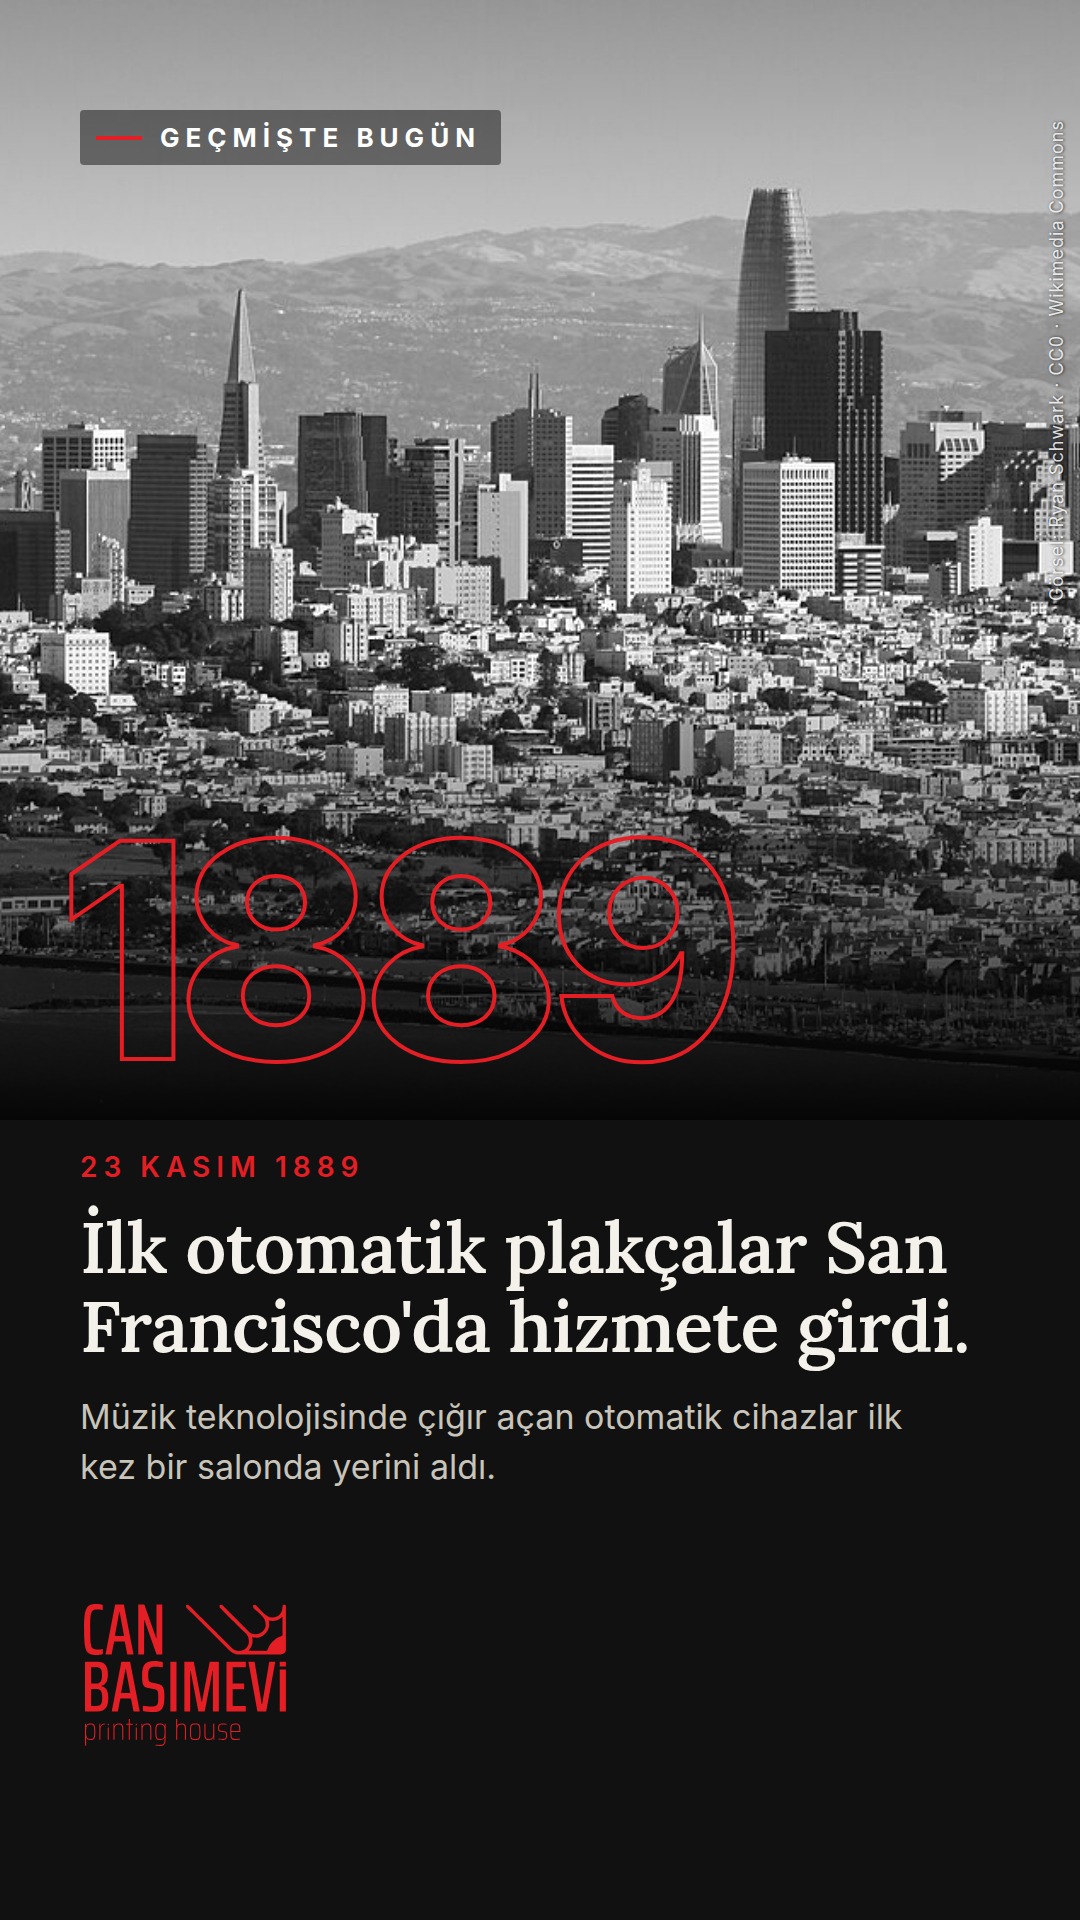 GEÇMİŞTE BUGÜN
Görsel: Ryan Schwark · CC0 · Wikimedia Commons
1889
23 KASIM 1889
İlk otomatik plakçalar San
Francisco'da hizmete girdi.
Müzik teknolojisinde çığır açan otomatik cihazlar ilk
kez bir salonda yerini aldı.
CAN
BASIMEVİ
printing house